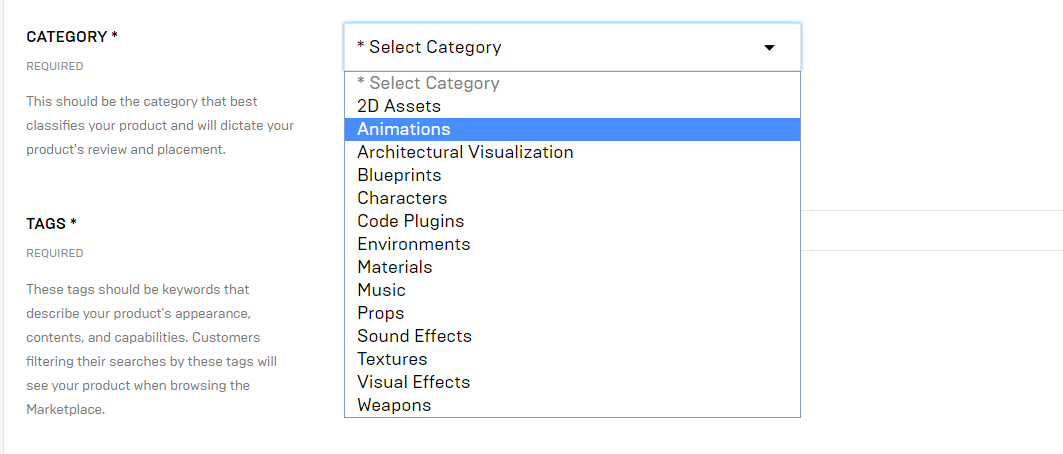 CATEGORY *
REQUIRED
This should be the category that best
classifies your product and will dictate your
product's review and placement.
* Select Category
* Select Category
2D Assets
Animations
Architectural Visualization
Blueprints
Characters
Code Plugins
Environments
Materials
Music
Props
Sound Effects
Textures
Visual Effects
Weapons
TAGS *
REQUIRED
These tags should be keywords that
describe your product's appearance,
contents, and capabilities. Customers
filtering their searches by these tags will
see your product when browsing the
Marketplace.